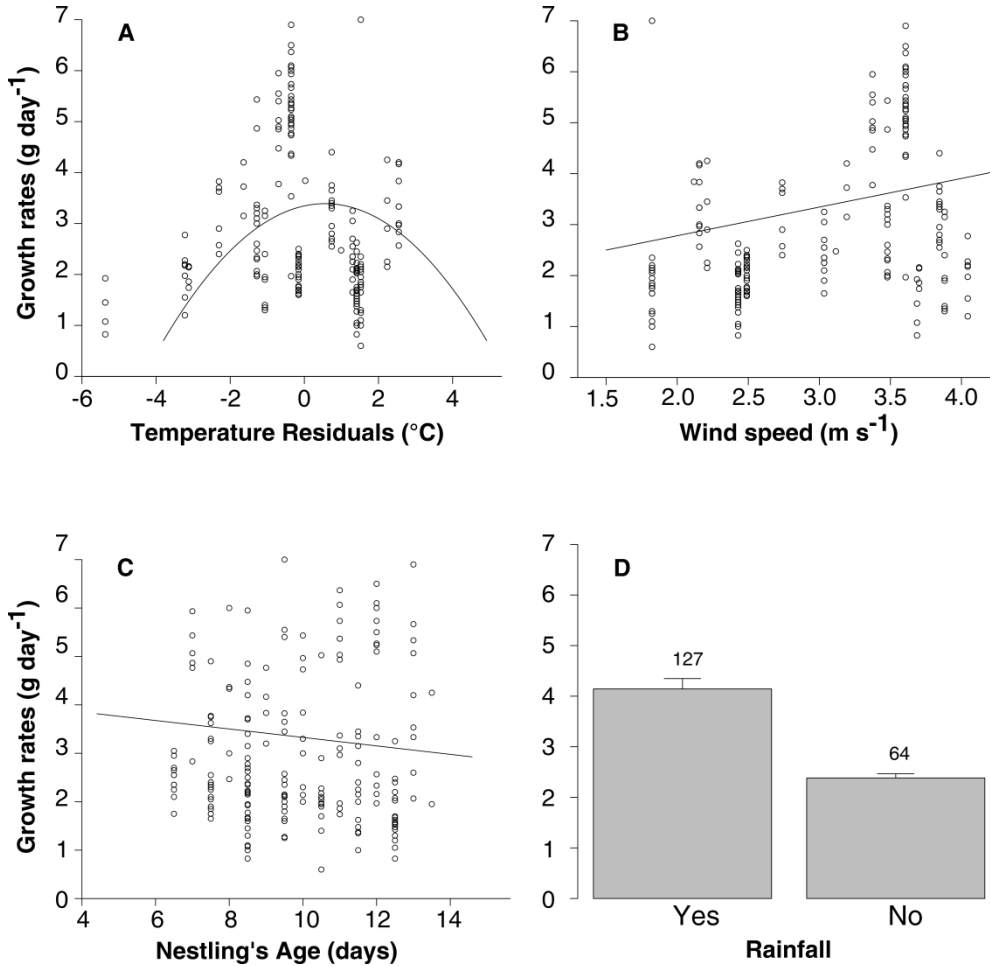 A
Growth rates (g day-1)
7
6
5
4
3
2
1
0
-6 -4 -2 0 2 4
Temperature Residuals (°C)
B
7
6
5
4
3
2
1
0
1.5 2.0 2.5 3.0 3.5 4.0
Wind speed (m s-1)
C
Growth rates (g day-1)
7
6
5
4
3
2
1
0
4 6 8 10 12 14
Nestling's Age (days)
D
7
6
5
4
3
2
1
0
127
64
Yes No
Rainfall